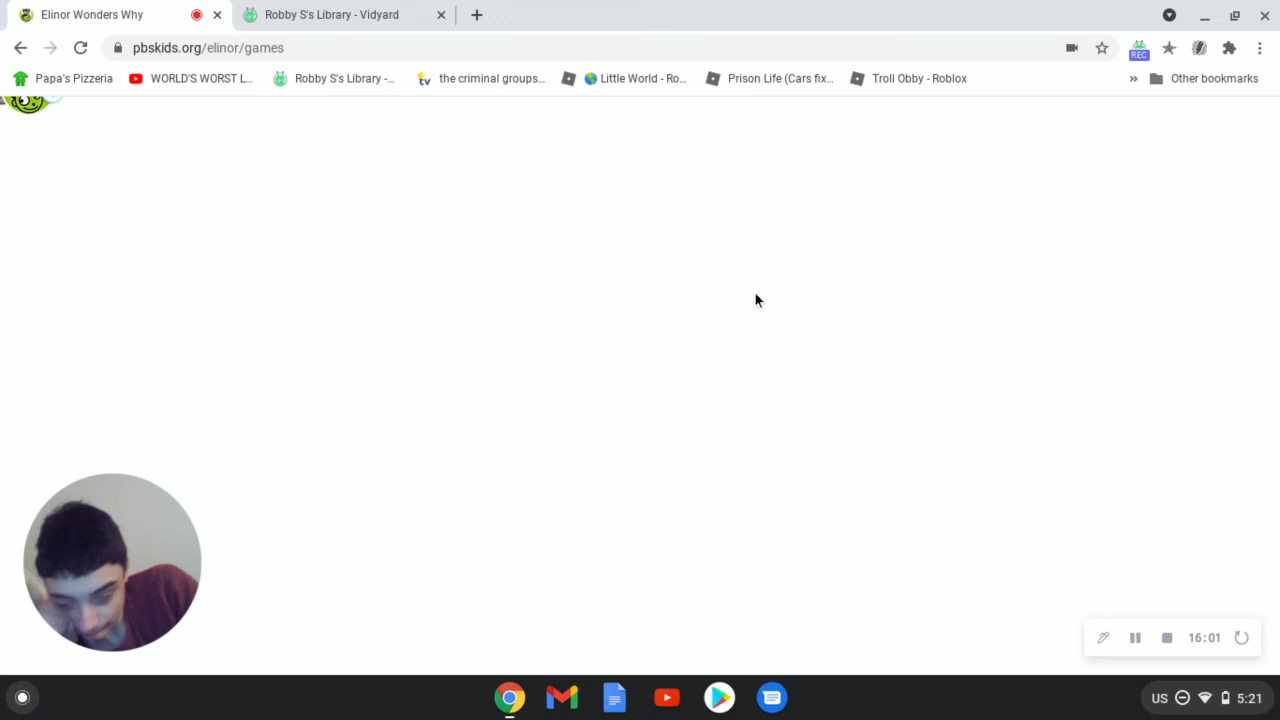 Elinor Wonders Why
Robby S's Library - Vidyard
pbskids.org/elinor/games
REC
Papa's Pizzeria
WORLD'S WORST L...
Robby S's Library -...
tv
the criminal groups...
🌎 Little World - Ro...
Prison Life (Cars fix...
Troll Obby - Roblox
»
Other bookmarks
16:01
US
5:21